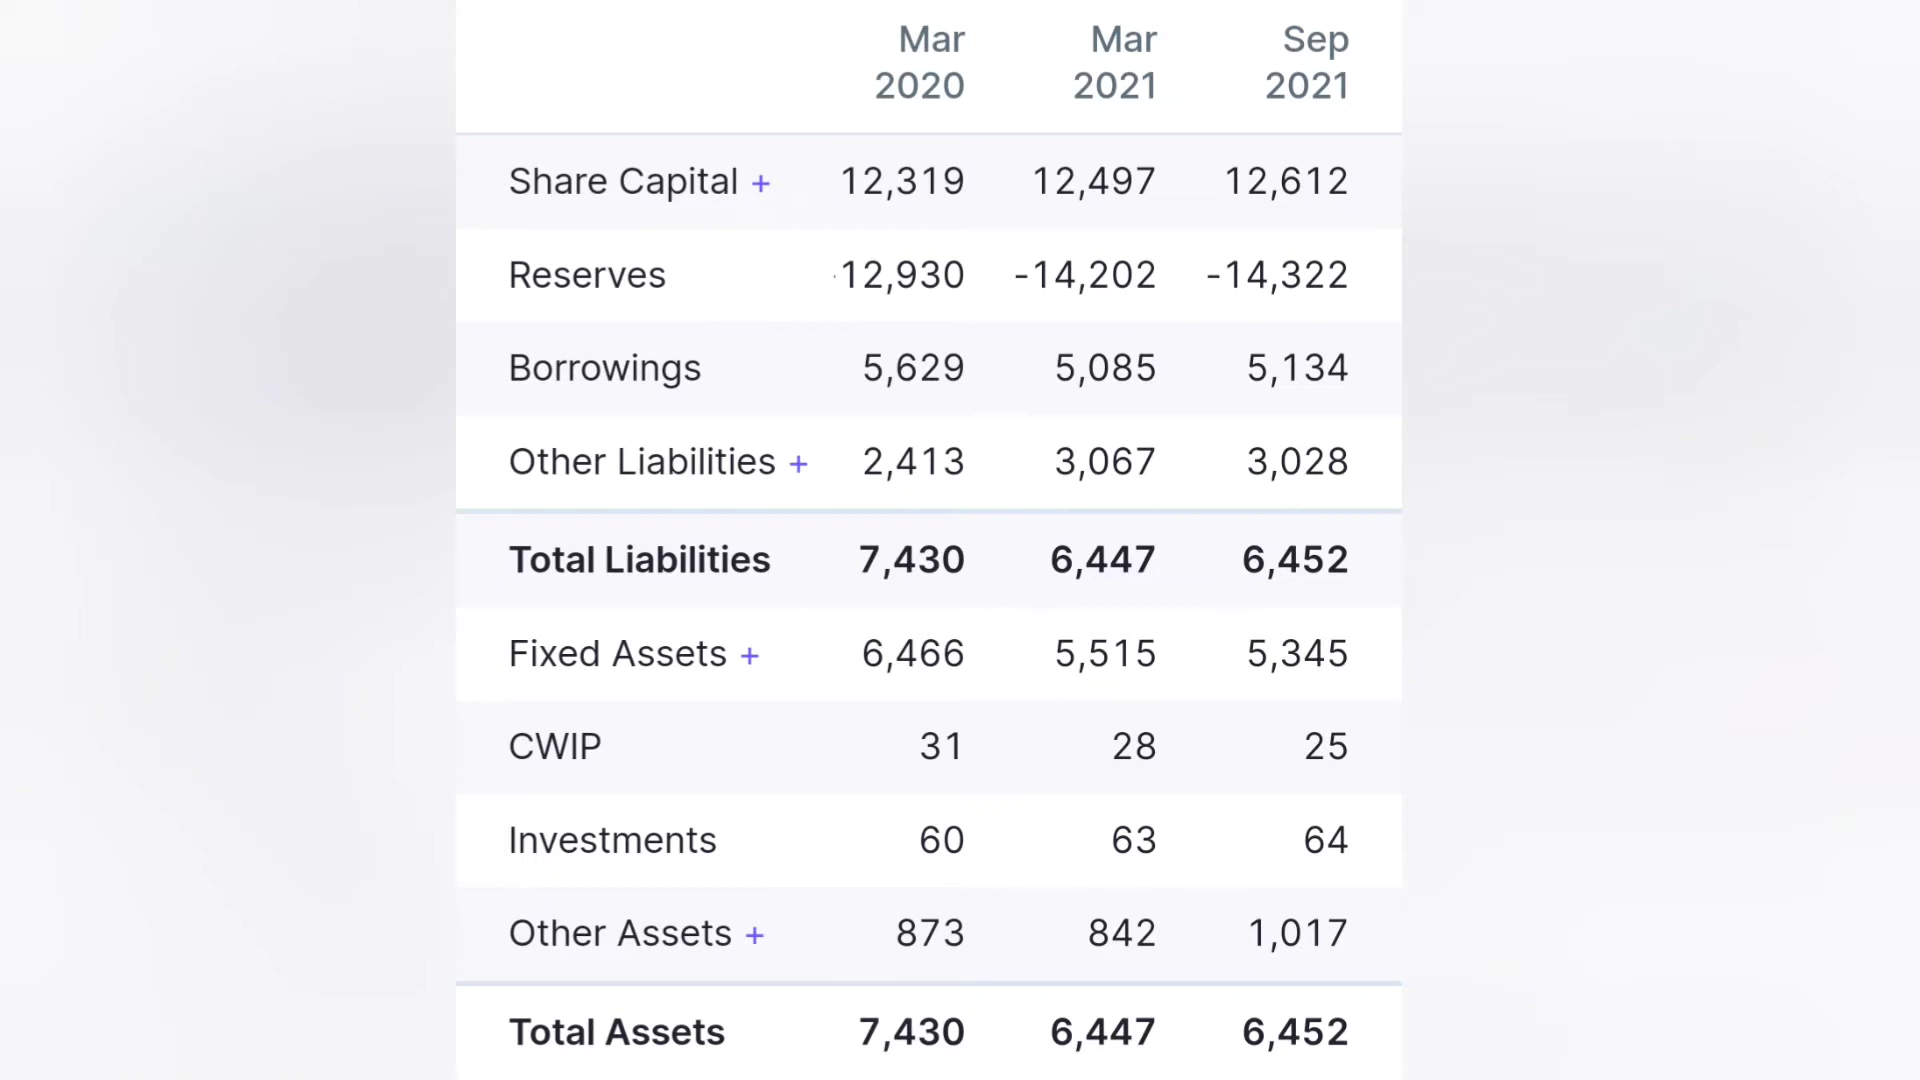 Mar Mar Sep
2020 2021 2021
Share Capital + 12,319 12,497 12,612
Reserves 12,930 -14,202 -14,322
Borrowings 5,629 5,085 5,134
Other Liabilities + 2,413 3,067 3,028
Total Liabilities 7,430 6,447 6,452
Fixed Assets + 6,466 5,515 5,345
CWIP 31 28 25
Investments 60 63 64
Other Assets + 873 842 1,017
Total Assets 7,430 6,447 6,452